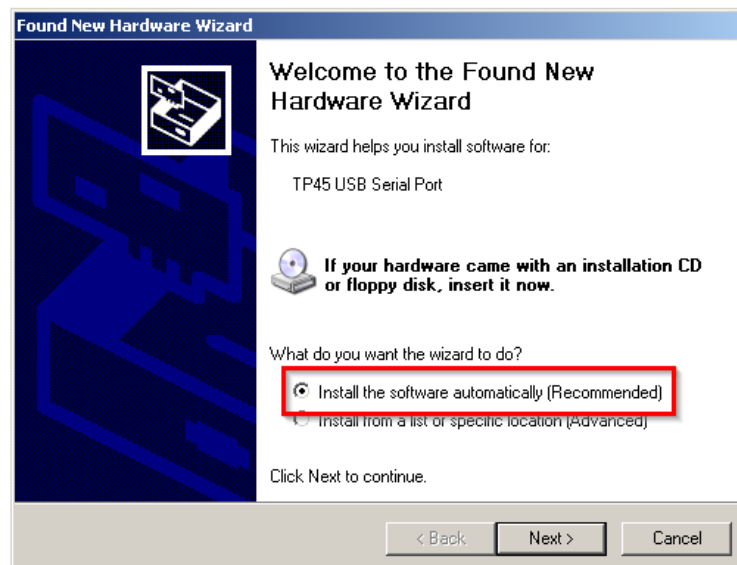 Found New Hardware Wizard
Welcome to the Found New
Hardware Wizard
This wizard helps you install software for:
TP45 USB Serial Port
If your hardware came with an installation CD
or floppy disk, insert it now.
What do you want the wizard to do?
Install the software automatically (Recommended)
Install from a list or specific location (Advanced)
Click Next to continue.
< Back
Next >
Cancel